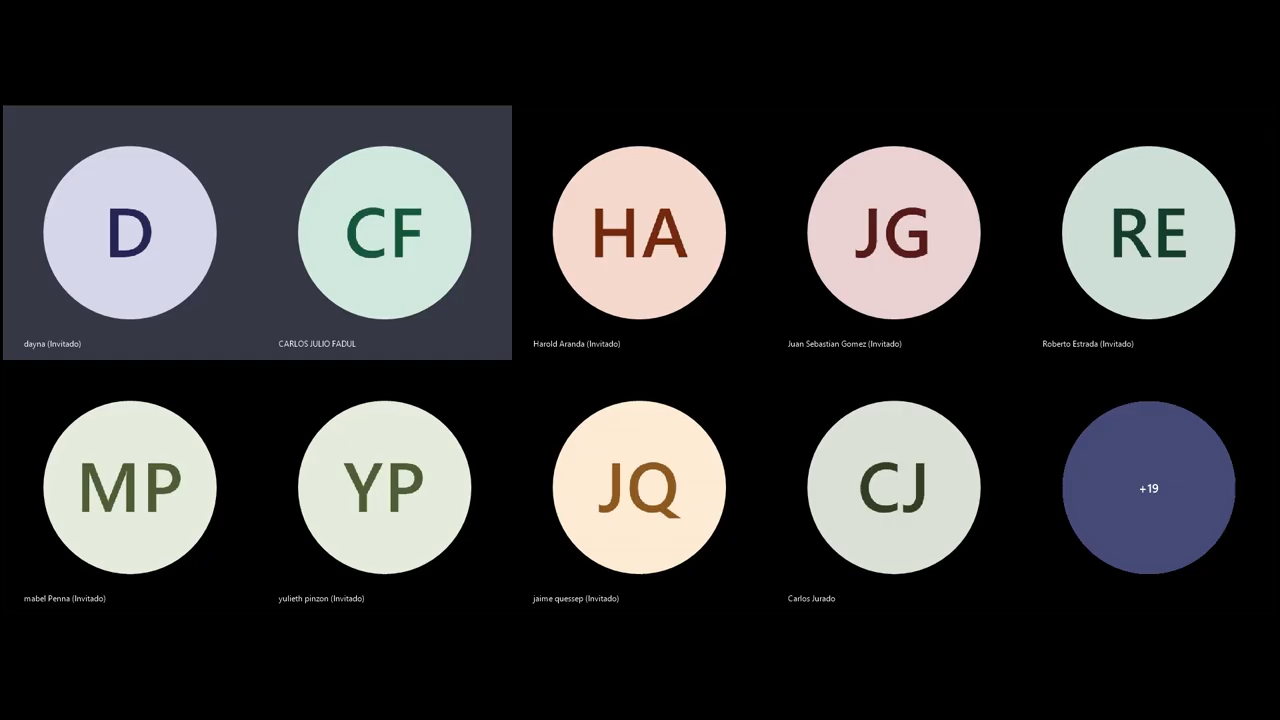 D
CF
HA
JG
RE
dayna (Invitado)
CARLOS JULIO FADUL
Harold Aranda (Invitado)
Juan Sebastian Gomez (Invitado)
Roberto Estrada (Invitado)
MP
YP
JQ
CJ
+19
mabel Penna (Invitado)
yulieth pinzon (Invitado)
jaime quessep (Invitado)
Carlos Jurado